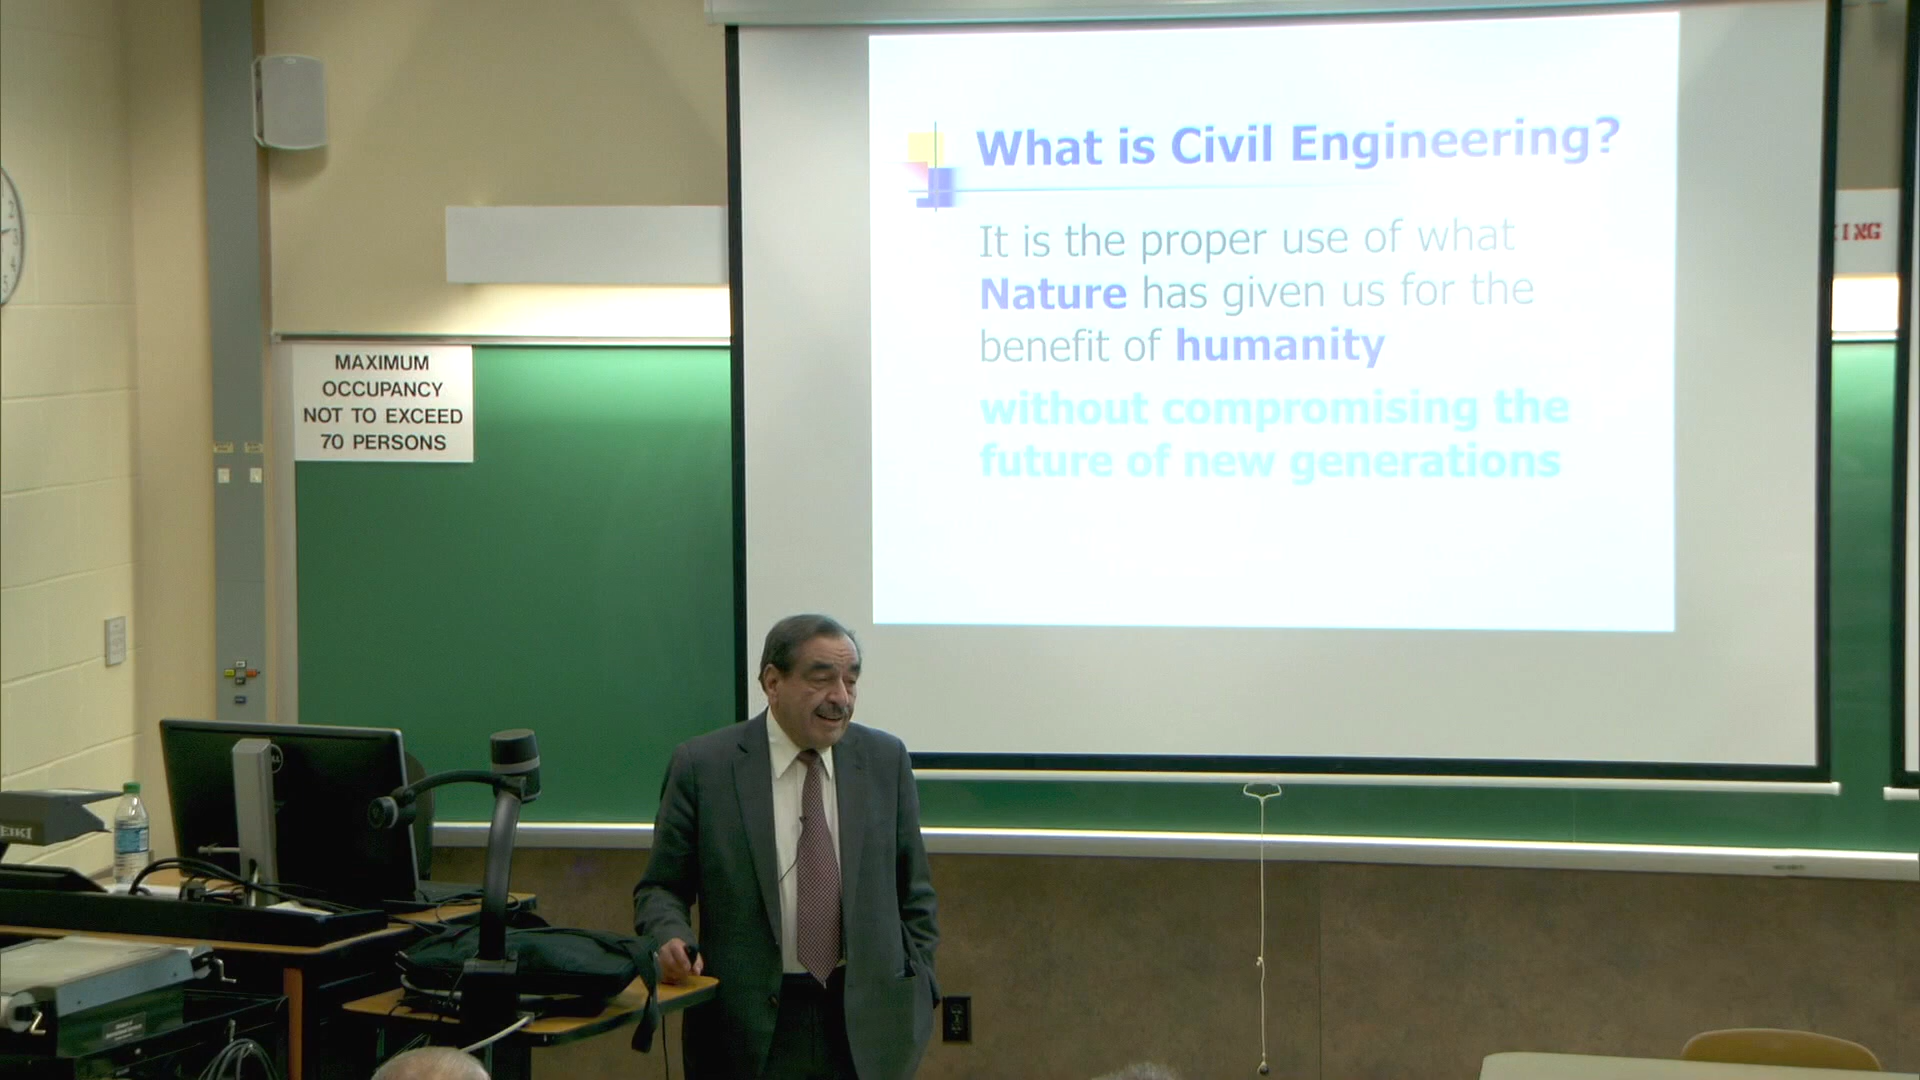 What is Civil Engineering?
It is the proper use of what
Nature has given us for the
benefit of humanity
without compromising the
future of new generations
MAXIMUM
OCCUPANCY
NOT TO EXCEED
70 PERSONS
EIKI